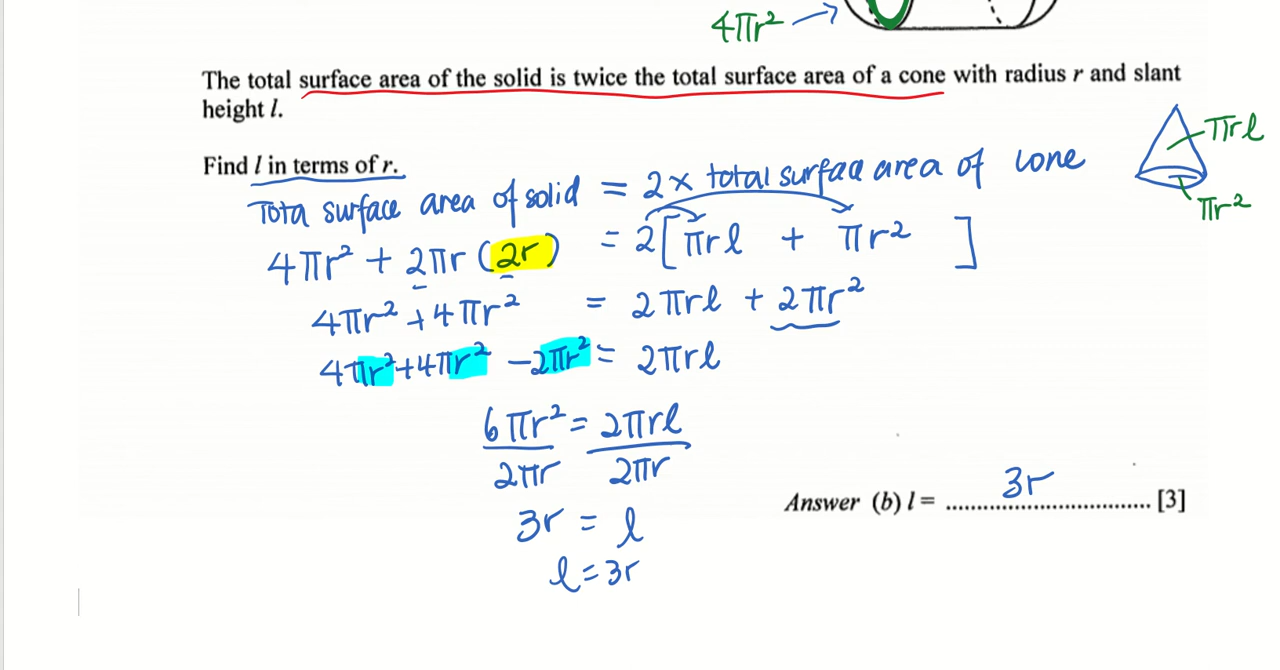 4πr²
The total surface area of the solid is twice the total surface area of a cone with radius r and slant
height l.
πrl
πr²
Find l in terms of r.
Tota surface area of solid = 2 × total surfaa area of cone
4πr² + 2πr (2r) = 2[πrl + πr²]
4πr² + 4πr² = 2πrl + 2πr²
4πr² + 4πr² − 2πr² = 2πrl
6πr² = 2πrl
2πr 2πr
3r = l
l = 3r
Answer (b) l = 3r [3]